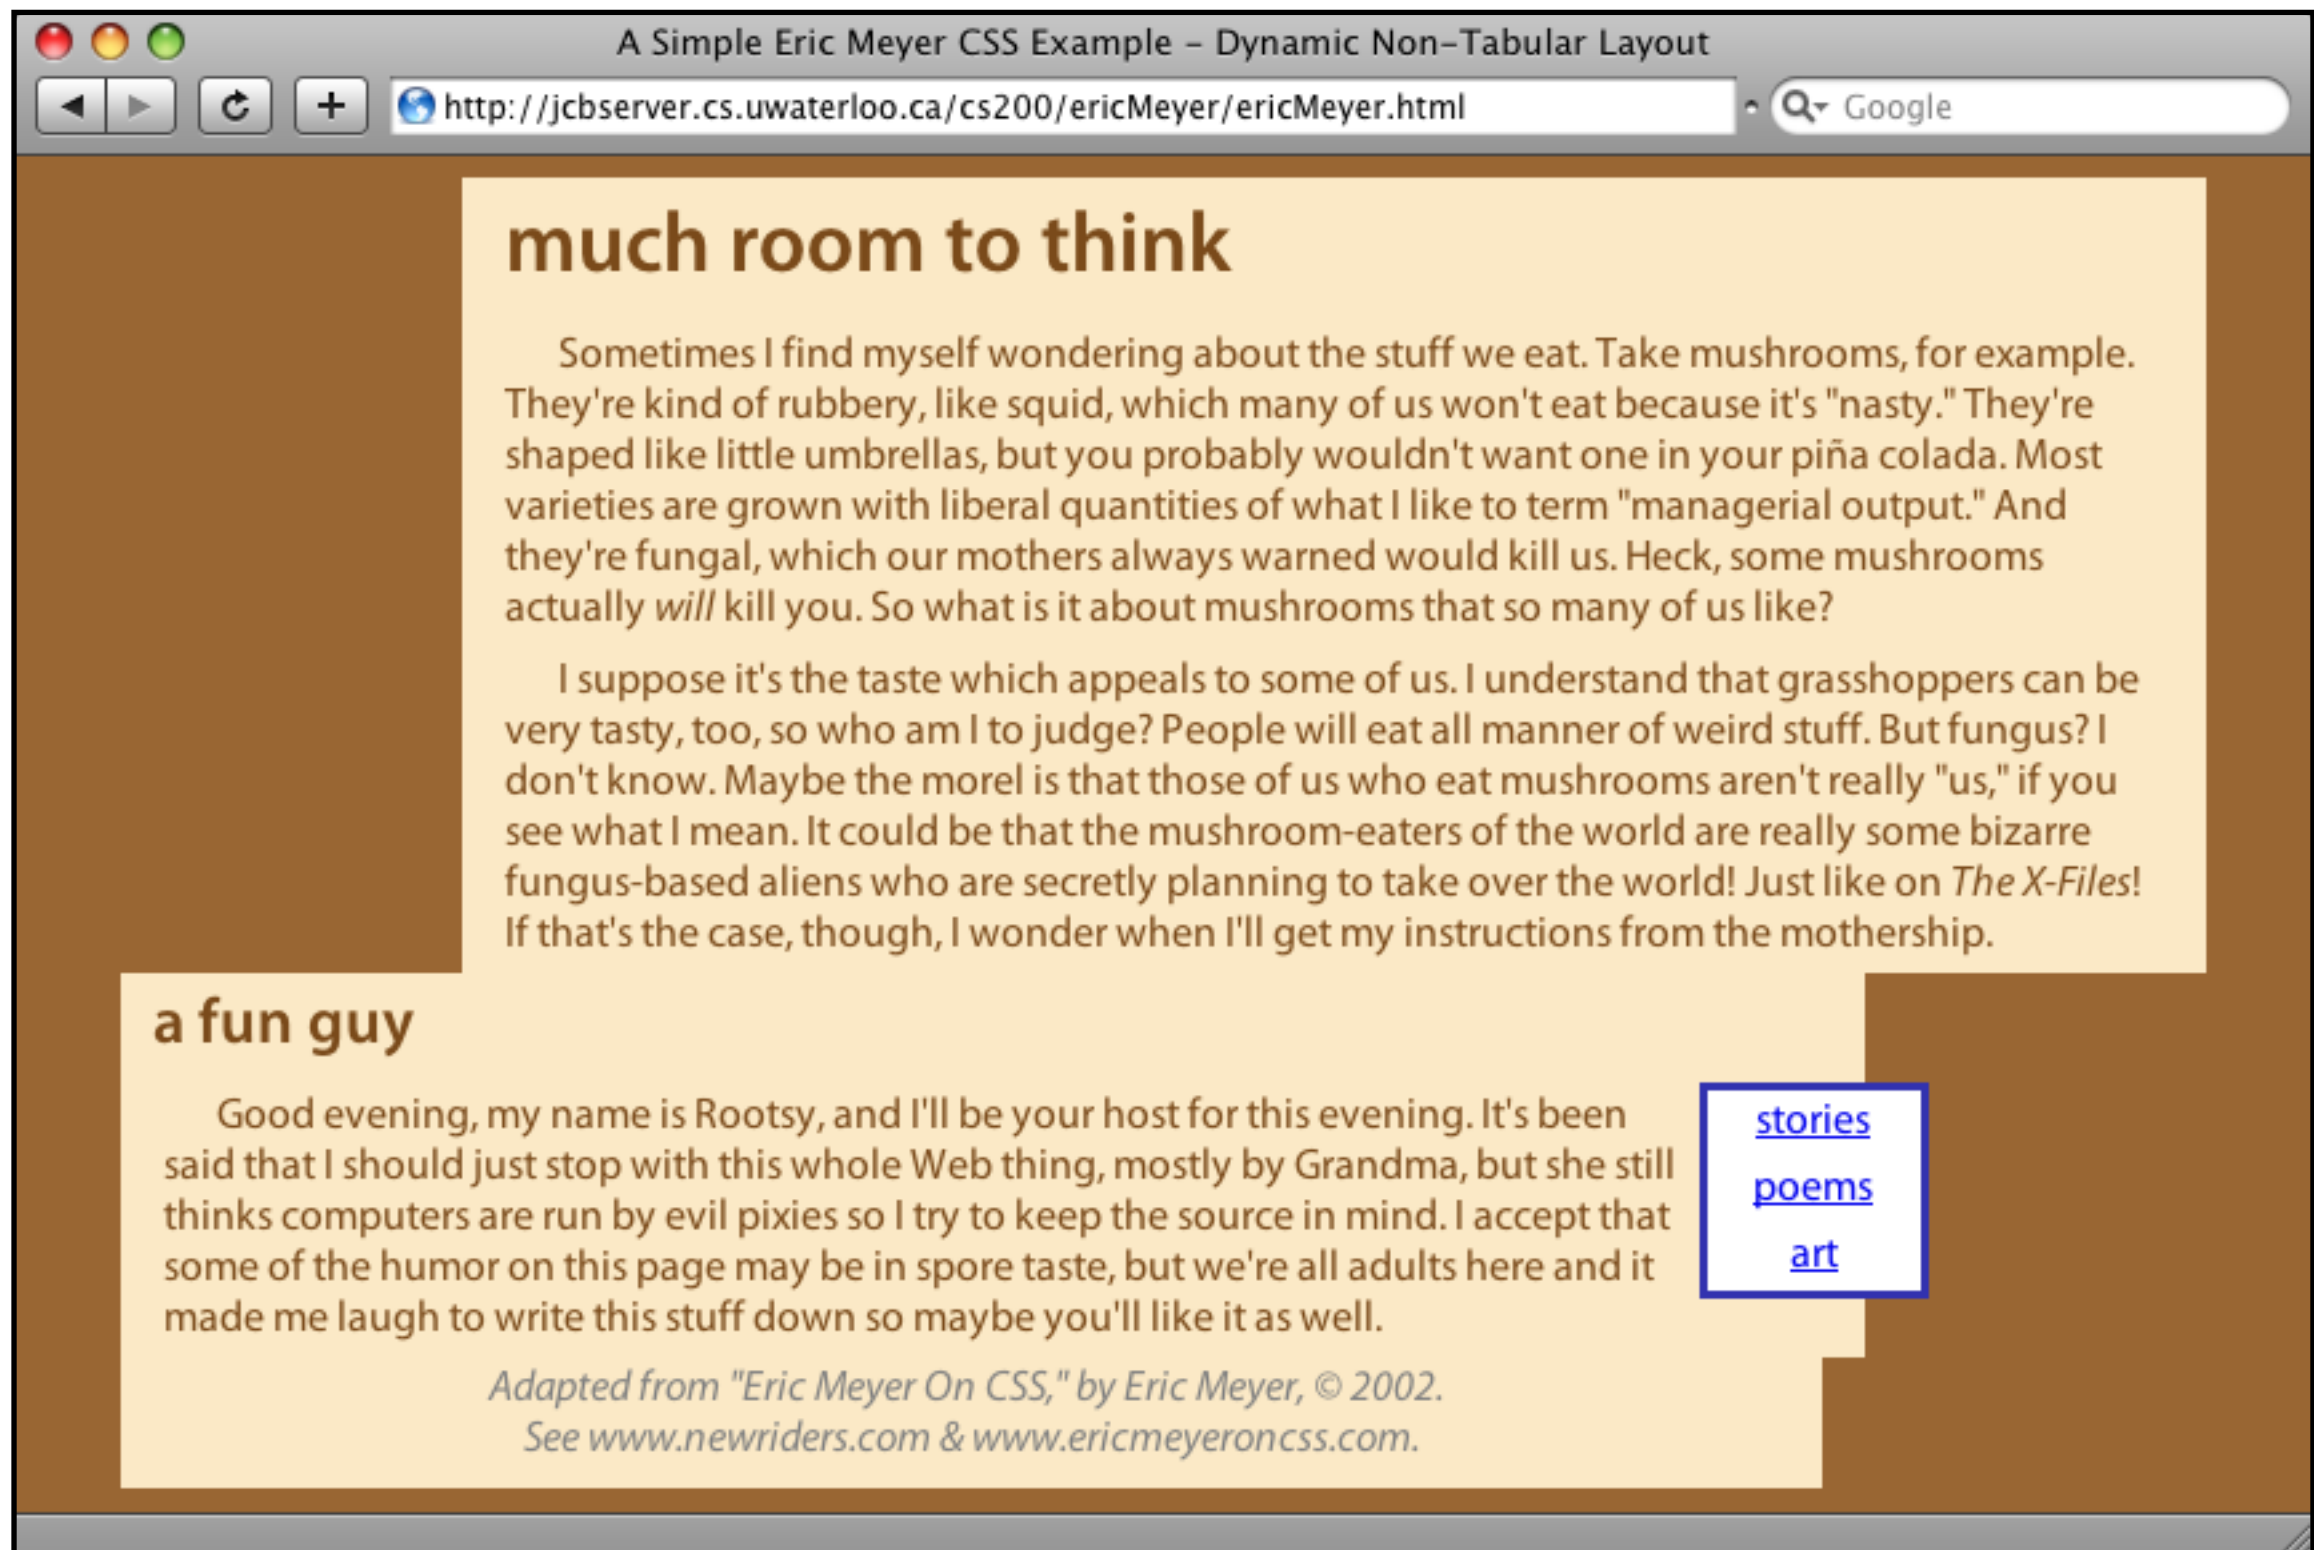 A Simple Eric Meyer CSS Example – Dynamic Non-Tabular Layout
http://jcbserver.cs.uwaterloo.ca/cs200/ericMeyer/ericMeyer.html
Google
much room to think
Sometimes I find myself wondering about the stuff we eat. Take mushrooms, for example.
They're kind of rubbery, like squid, which many of us won't eat because it's "nasty." They're
shaped like little umbrellas, but you probably wouldn't want one in your piña colada. Most
varieties are grown with liberal quantities of what I like to term "managerial output." And
they're fungal, which our mothers always warned would kill us. Heck, some mushrooms
actually will kill you. So what is it about mushrooms that so many of us like?
I suppose it's the taste which appeals to some of us. I understand that grasshoppers can be
very tasty, too, so who am I to judge? People will eat all manner of weird stuff. But fungus? I
don't know. Maybe the morel is that those of us who eat mushrooms aren't really "us," if you
see what I mean. It could be that the mushroom-eaters of the world are really some bizarre
fungus-based aliens who are secretly planning to take over the world! Just like on The X-Files!
If that's the case, though, I wonder when I'll get my instructions from the mothership.
a fun guy
Good evening, my name is Rootsy, and I'll be your host for this evening. It's been
said that I should just stop with this whole Web thing, mostly by Grandma, but she still
thinks computers are run by evil pixies so I try to keep the source in mind. I accept that
some of the humor on this page may be in spore taste, but we're all adults here and it
made me laugh to write this stuff down so maybe you'll like it as well.
stories
poems
art
Adapted from "Eric Meyer On CSS," by Eric Meyer, © 2002.
See www.newriders.com & www.ericmeyeroncss.com.